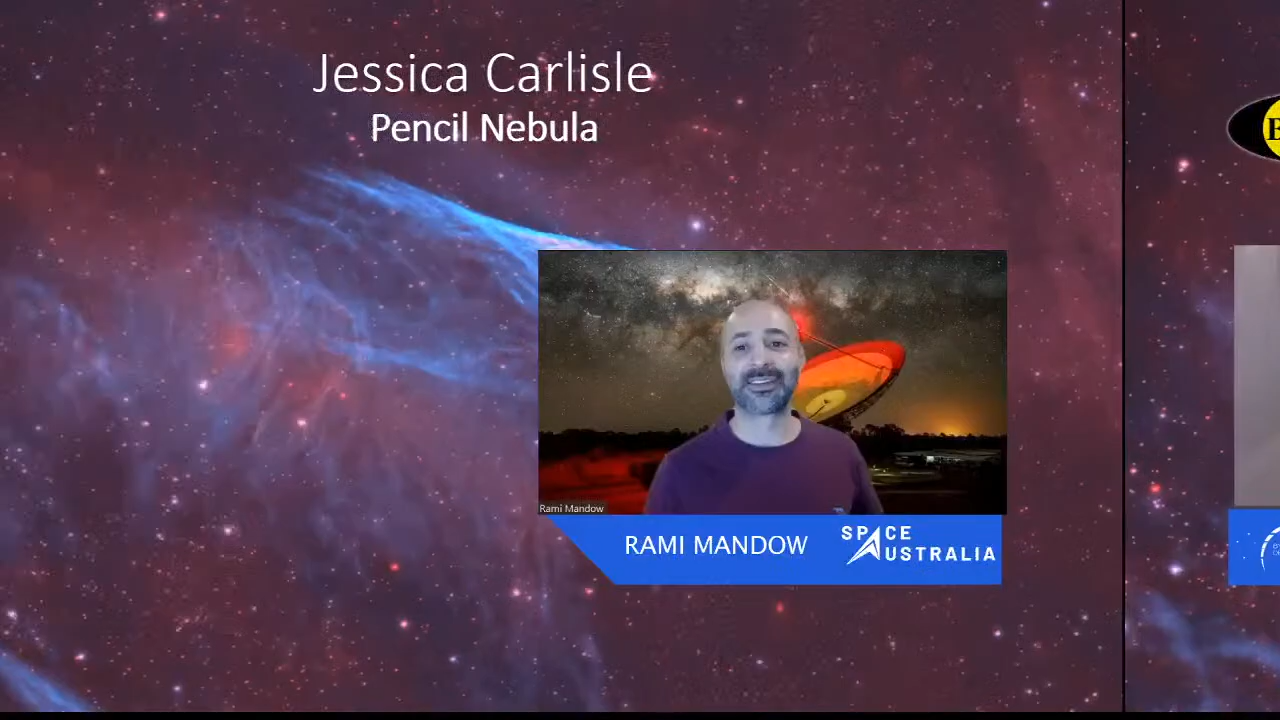 Jessica Carlisle
Pencil Nebula
Rami Mandow
RAMI MANDOW
SPACE
AUSTRALIA
B